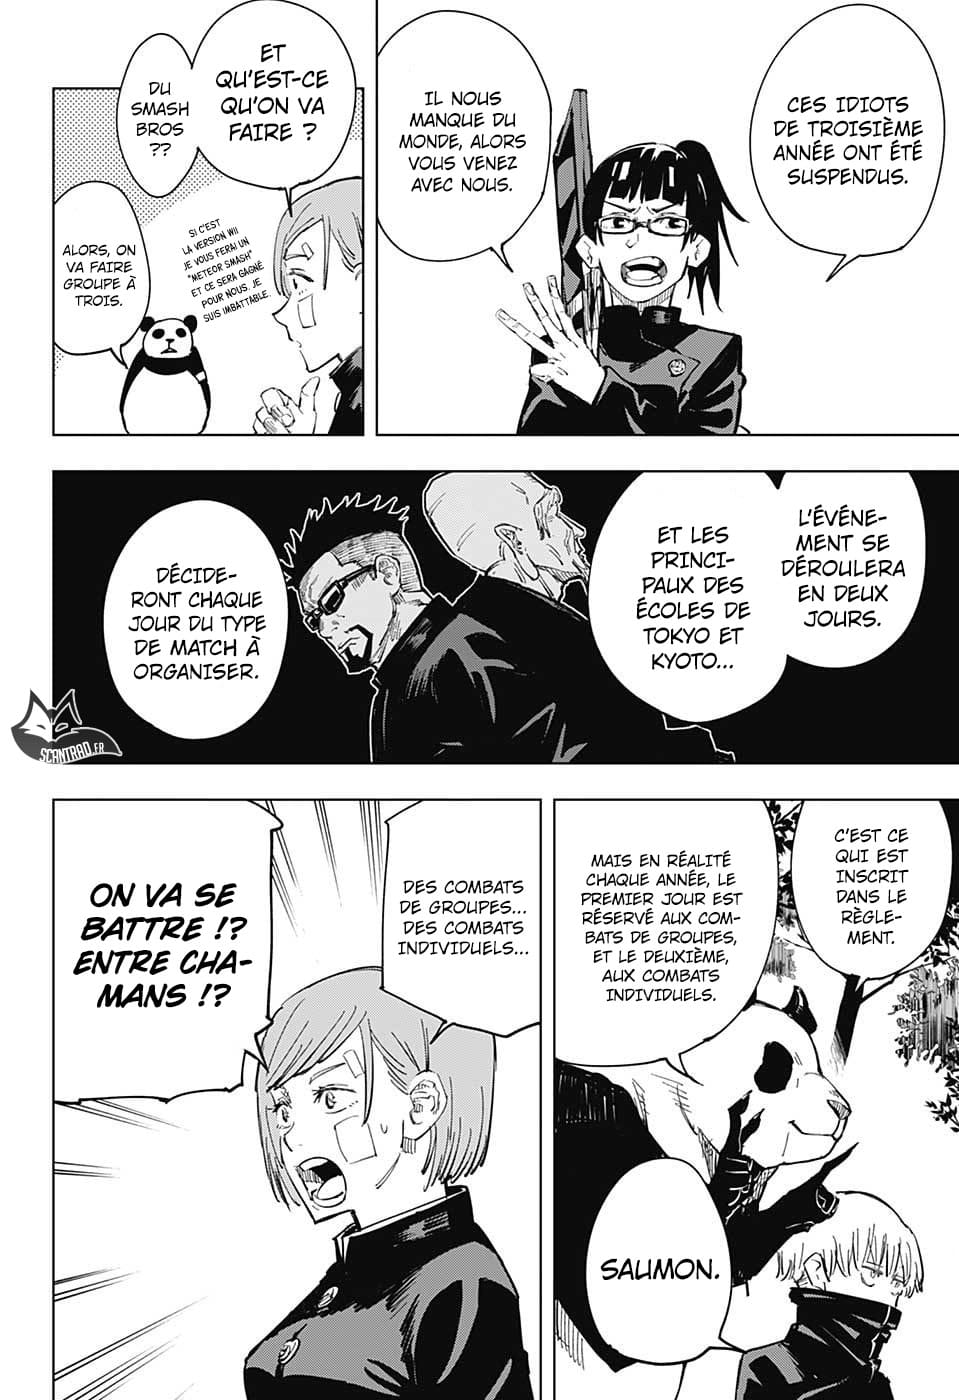 CES IDIOTS
DE TROISIÈME
ANNÉE ONT ÉTÉ
SUSPENDUS.
IL NOUS
MANQUE DU
MONDE, ALORS
VOUS VENEZ
AVEC NOUS.
ET
QU'EST-CE
QU'ON VA
FAIRE ?
DU
SMASH
BROS
??
SI C'EST
LA VERSION WII
JE VOUS FERAI UN
"METEOR SMASH"
ET CE SERA GAGNÉ
POUR NOUS. JE
SUIS IMBATTABLE.
ALORS, ON
VA FAIRE
GROUPE À
TROIS.
L'ÉVÉNE-
MENT SE
DÉROULERA
EN DEUX
JOURS.
ET LES
PRINCI-
PAUX DES
ÉCOLES DE
TOKYO ET
KYOTO...
DÉCIDE-
RONT CHAQUE
JOUR DU TYPE
DE MATCH À
ORGANISER.
SCANTRAD.FR
C'EST CE
QUI EST
INSCRIT
DANS LE
RÈGLE-
MENT.
MAIS EN RÉALITÉ
CHAQUE ANNÉE, LE
PREMIER JOUR EST
RÉSERVÉ AUX COM-
BATS DE GROUPES,
ET LE DEUXIÈME,
AUX COMBATS
INDIVIDUELS.
SAUMON.
DES COMBATS
DE GROUPES...
DES COMBATS
INDIVIDUELS...
ON VA SE
BATTRE !?
ENTRE CHA-
MANS !?